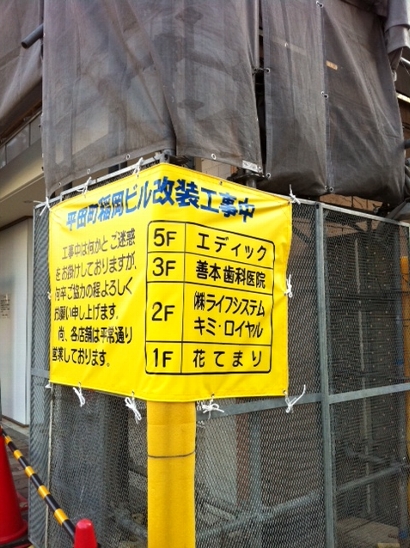 平田町稲岡ビル改装工事中
工事中は何かとご迷惑
をお掛けしておりますが、
何卒ご協力の程よろしく
お願い申し上げます。
尚、各店舗は平常通り
営業しております。
5F エディック
3F 善本歯科医院
2F ㈱ライフシステム
キミ・ロイヤル
1F 花てまり